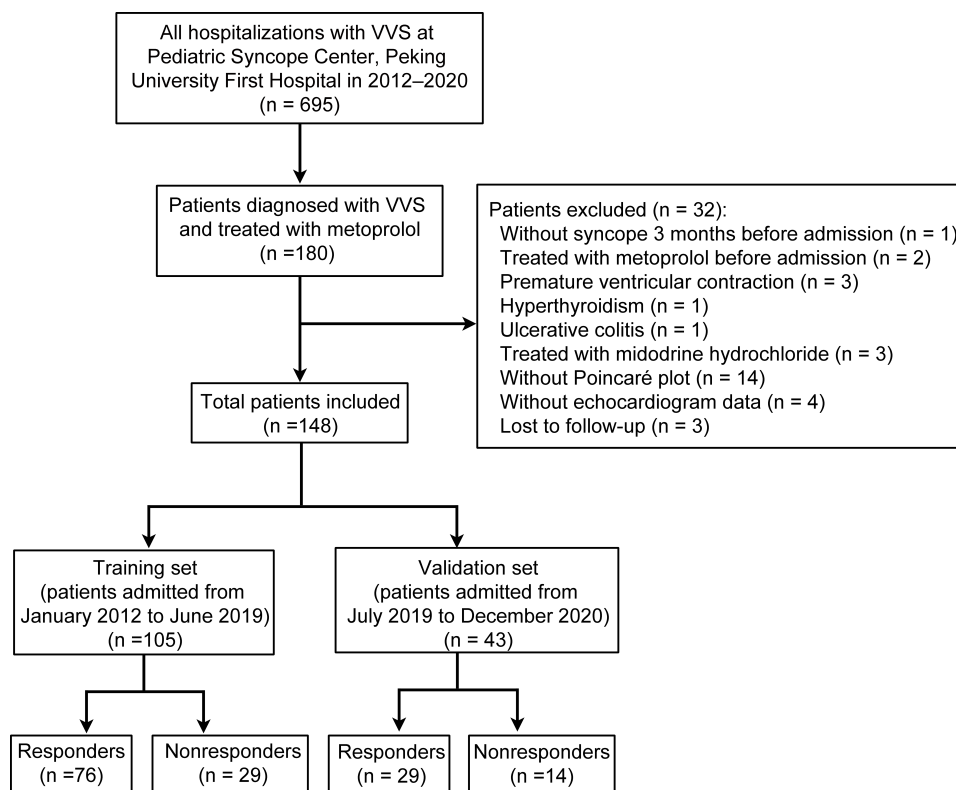 All hospitalizations with VVS at
Pediatric Syncope Center, Peking
University First Hospital in 2012–2020
(n = 695)
Patients diagnosed with VVS
and treated with metoprolol
(n =180)
Patients excluded (n = 32):
Without syncope 3 months before admission (n = 1)
Treated with metoprolol before admission (n = 2)
Premature ventricular contraction (n = 3)
Hyperthyroidism (n = 1)
Ulcerative colitis (n = 1)
Treated with midodrine hydrochloride (n = 3)
Without Poincaré plot (n = 14)
Without echocardiogram data (n = 4)
Lost to follow-up (n = 3)
Total patients included
(n =148)
Training set
(patients admitted from
January 2012 to June 2019)
(n =105)
Validation set
(patients admitted from
July 2019 to December 2020)
(n = 43)
Responders
(n =76)
Nonresponders
(n = 29)
Responders
(n = 29)
Nonresponders
(n =14)